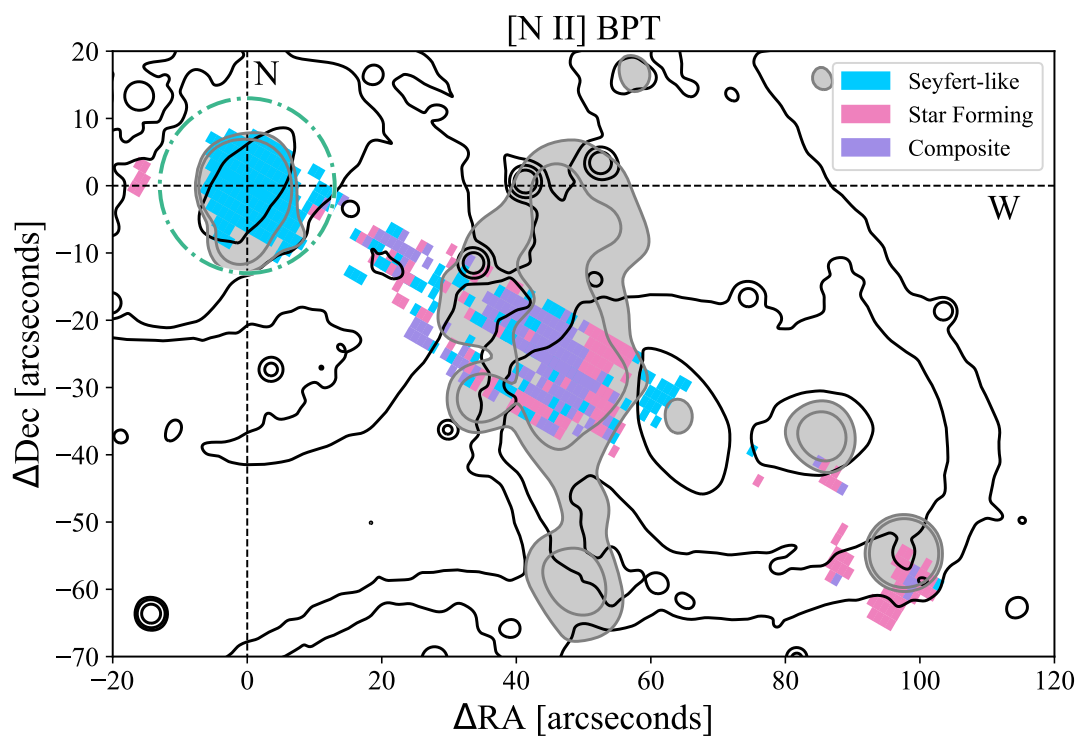 [N II] BPT
N
Seyfert-like
Star Forming
Composite
W
ΔDec [arcseconds]
20
10
0
−10
−20
−30
−40
−50
−60
−70
−20
0
20
40
60
80
100
120
ΔRA [arcseconds]